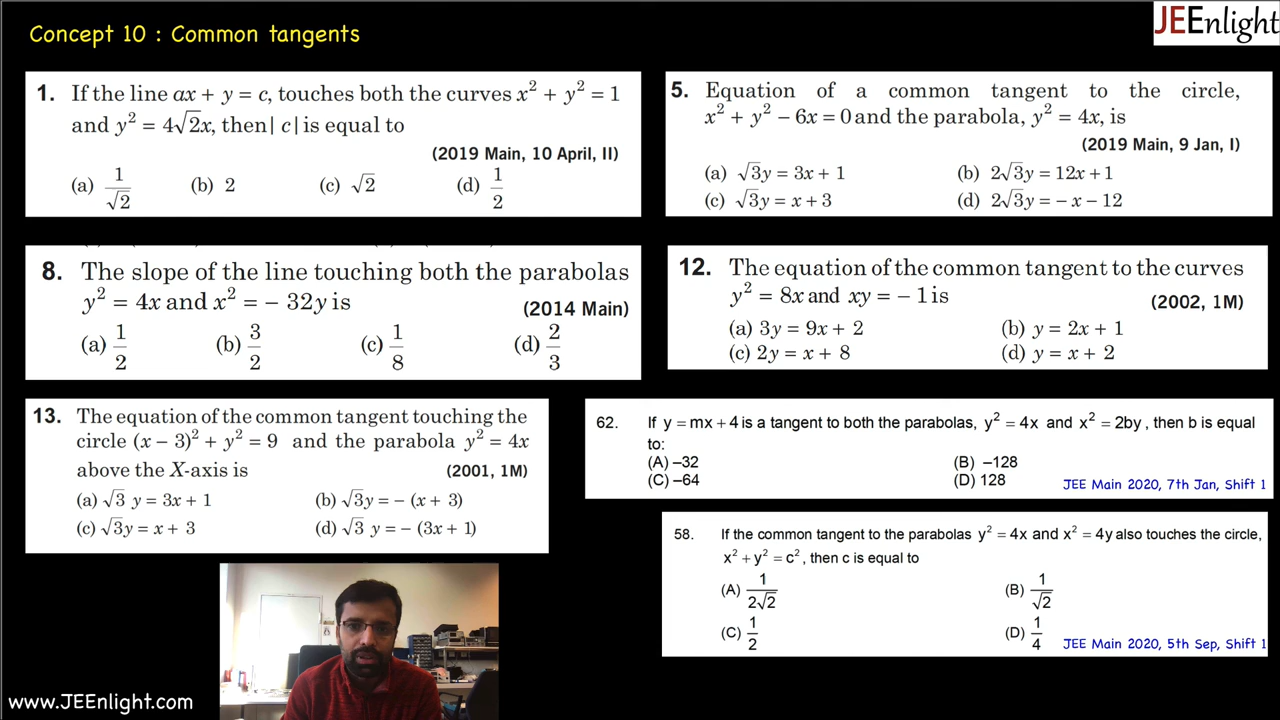 Concept 10 : Common tangents
JEEnlight
1. If the line ax + y = c, touches both the curves x² + y² = 1
and y² = 4√2x, then| c| is equal to
(2019 Main, 10 April, II)
(a) 1/√2 (b) 2 (c) √2 (d) 1/2
5. Equation of a common tangent to the circle,
x² + y² − 6x = 0 and the parabola, y² = 4x, is
(2019 Main, 9 Jan, I)
(a) √3y = 3x + 1 (b) 2√3y = 12x + 1
(c) √3y = x + 3 (d) 2√3y = − x − 12
8. The slope of the line touching both the parabolas
y² = 4x and x² = − 32y is
(2014 Main)
(a) 1/2 (b) 3/2 (c) 1/8 (d) 2/3
12. The equation of the common tangent to the curves
y² = 8x and xy = − 1 is
(2002, 1M)
(a) 3y = 9x + 2 (b) y = 2x + 1
(c) 2y = x + 8 (d) y = x + 2
13. The equation of the common tangent touching the
circle (x − 3)² + y² = 9 and the parabola y² = 4x
above the X-axis is
(2001, 1M)
(a) √3 y = 3x + 1 (b) √3y = − (x + 3)
(c) √3y = x + 3 (d) √3 y = − (3x + 1)
62. If y = mx + 4 is a tangent to both the parabolas, y² = 4x and x² = 2by, then b is equal
to:
(A) –32 (B) –128
(C) –64 (D) 128
JEE Main 2020, 7th Jan, Shift 1
58. If the common tangent to the parabolas y² = 4x and x² = 4y also touches the circle,
x² + y² = c², then c is equal to
(A) 1/2√2 (B) 1/√2
(C) 1/2 (D) 1/4
JEE Main 2020, 5th Sep, Shift 1
www.JEEnlight.com